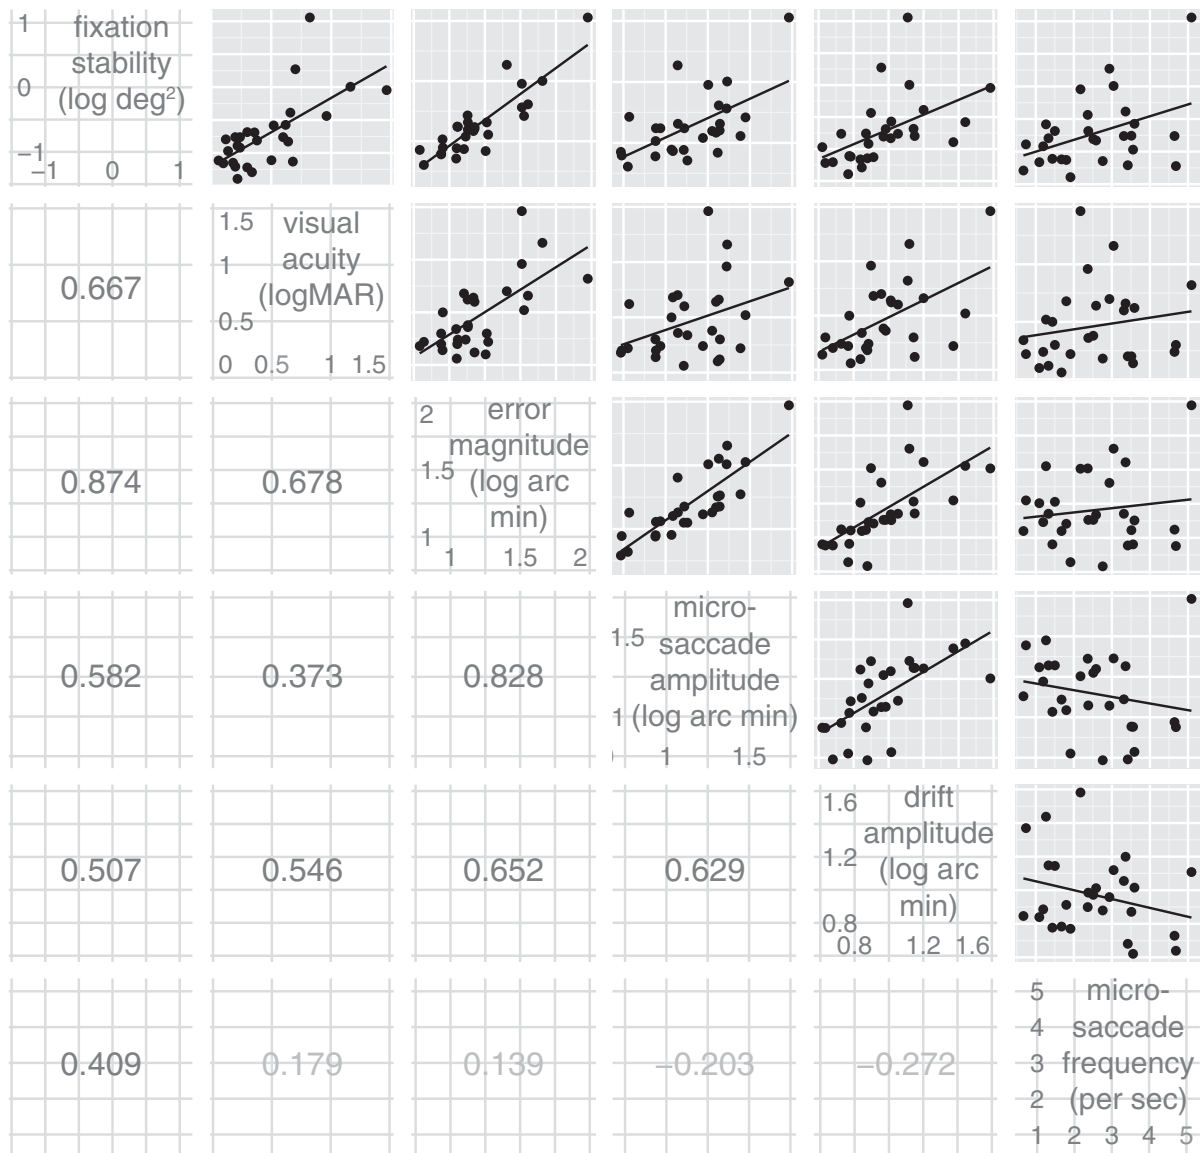 1
fixation
stability
0
(log deg²)
−1
−1 0 1
0.667
1.5
visual
acuity
1
(logMAR)
0.5
0 0.5 1 1.5
0.874
0.678
2
error
magnitude
1.5
(log arc
min)
1
1 1.5 2
0.582
0.373
0.828
micro-
1.5
saccade
amplitude
1
(log arc min)
1 1.5
0.507
0.546
0.652
0.629
1.6
drift
amplitude
1.2
(log arc
min)
0.8
0.8 1.2 1.6
0.409
0.179
0.139
−0.203
−0.272
5
micro-
4
saccade
3
frequency
2
(per sec)
1 2 3 4 5